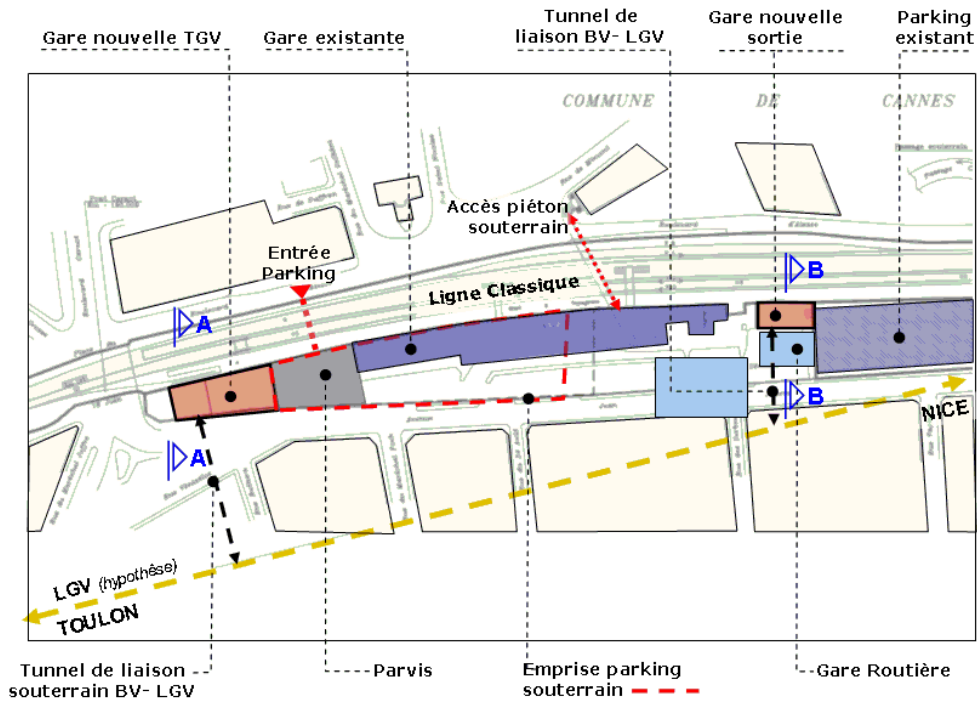 Tunnel de
liaison BV- LGV
Gare nouvelle
sortie
Parking
existant
Gare nouvelle TGV
Gare existante
COMMUNE DE CANNES
Accès piéton
souterrain
Entrée
Parking
Ligne Classique
B
A
B
A
NICE
LGV (hypothèse)
TOULON
Tunnel de liaison
souterrain BV- LGV
Parvis
Emprise parking
souterrain
Gare Routière